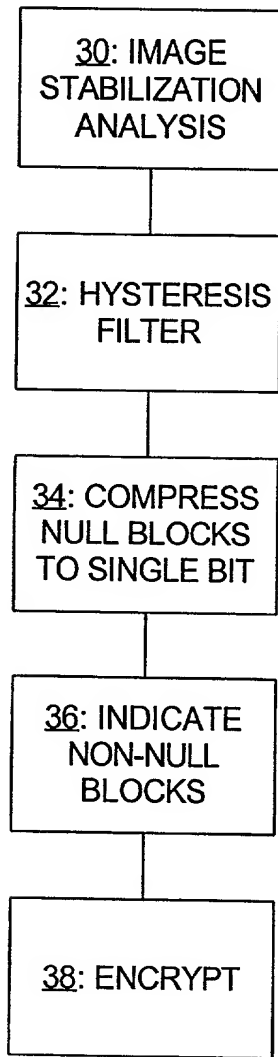 30: IMAGE
STABILIZATION
ANALYSIS
32: HYSTERESIS
FILTER
34: COMPRESS
NULL BLOCKS
TO SINGLE BIT
36: INDICATE
NON-NULL
BLOCKS
38: ENCRYPT